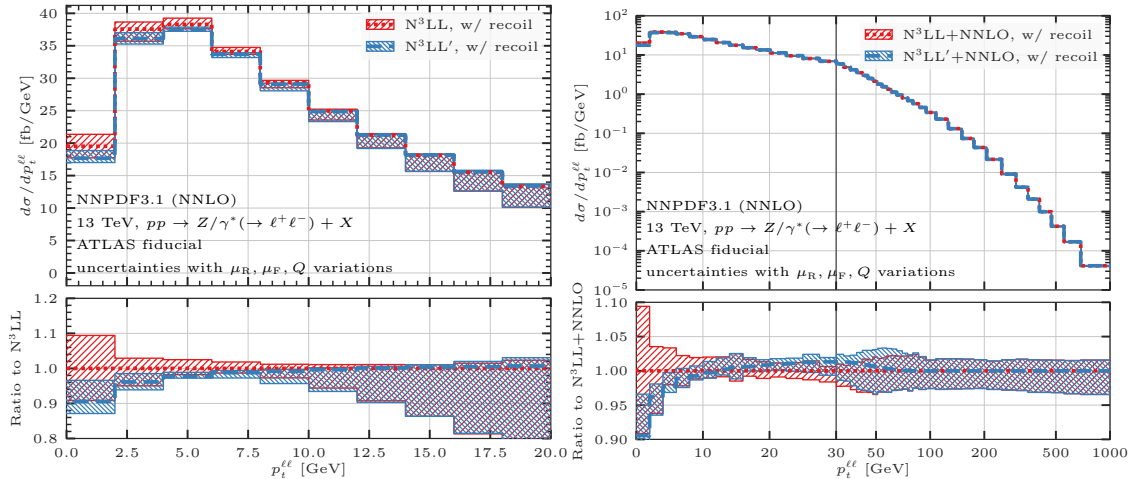 40
35
30
25
20
15
10
5
0
dσ/dp_t^{ℓℓ} [fb/GeV]
N³LL, w/ recoil
N³LL′, w/ recoil
NNPDF3.1 (NNLO)
13 TeV, pp → Z/γ*(→ ℓ⁺ℓ⁻) + X
ATLAS fiducial
uncertainties with μ_R, μ_F, Q variations
1.2
1.1
1.0
0.9
0.8
Ratio to N³LL
0.0 2.5 5.0 7.5 10.0 12.5 15.0 17.5 20.0
p_t^{ℓℓ} [GeV]
10²
10¹
10⁰
10⁻¹
10⁻²
10⁻³
10⁻⁴
10⁻⁵
dσ/dp_t^{ℓℓ} [fb/GeV]
N³LL+NNLO, w/ recoil
N³LL′+NNLO, w/ recoil
NNPDF3.1 (NNLO)
13 TeV, pp → Z/γ*(→ ℓ⁺ℓ⁻) + X
ATLAS fiducial
uncertainties with μ_R, μ_F, Q variations
1.10
1.05
1.00
0.95
0.90
Ratio to N³LL+NNLO
0 10 20 30 50 100 200 500 1000
p_t^{ℓℓ} [GeV]